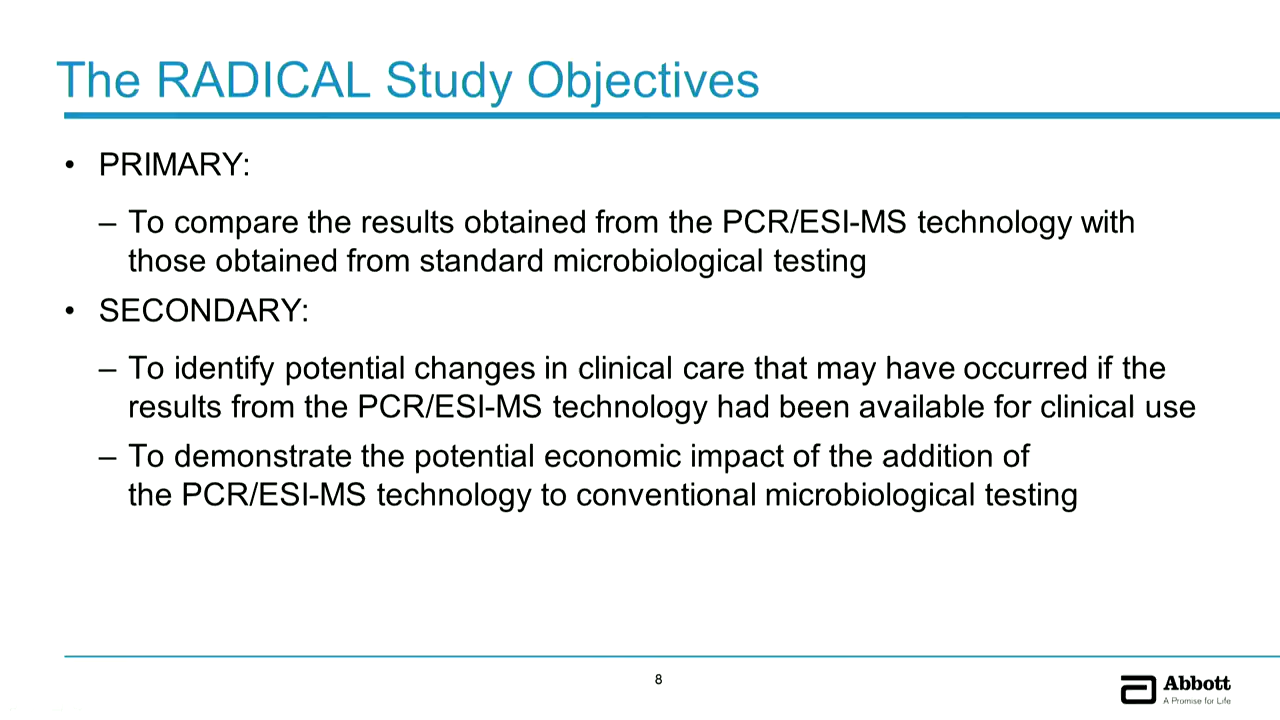 The RADICAL Study Objectives
• PRIMARY:
– To compare the results obtained from the PCR/ESI-MS technology with
those obtained from standard microbiological testing
• SECONDARY:
– To identify potential changes in clinical care that may have occurred if the
results from the PCR/ESI-MS technology had been available for clinical use
– To demonstrate the potential economic impact of the addition of
the PCR/ESI-MS technology to conventional microbiological testing
8
Abbott
A Promise for Life